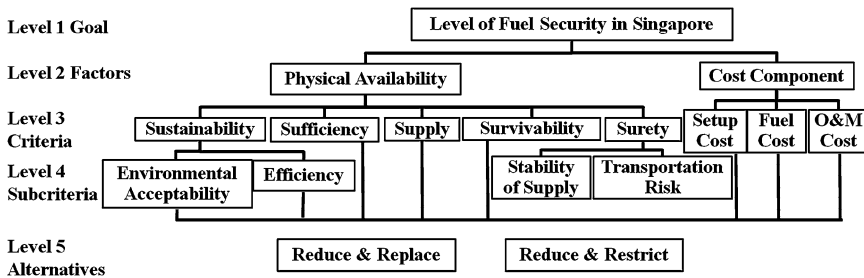 Level 1 Goal
Level of Fuel Security in Singapore
Level 2 Factors
Physical Availability
Cost Component
Level 3
Criteria
Sustainability
Sufficiency
Supply
Survivability
Surety
Setup
Cost
Fuel
Cost
O&M
Cost
Level 4
Subcriteria
Environmental
Acceptability
Efficiency
Stability
of Supply
Transportation
Risk
Level 5
Alternatives
Reduce & Replace
Reduce & Restrict